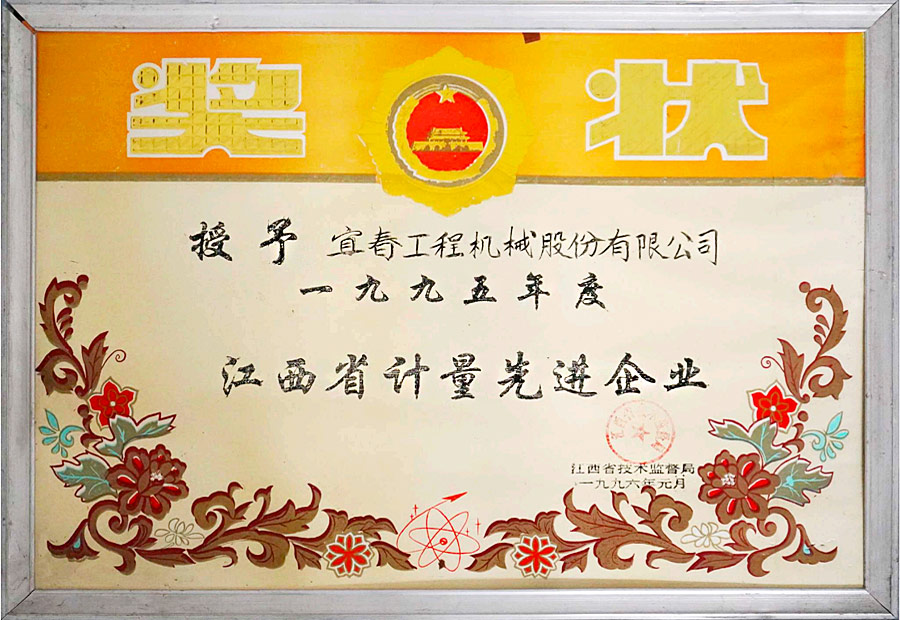 奖状
授予 宜春工程机械股份有限公司
一九九五年度
江西省计量先进企业
江西省技术监督局
一九九六年元月